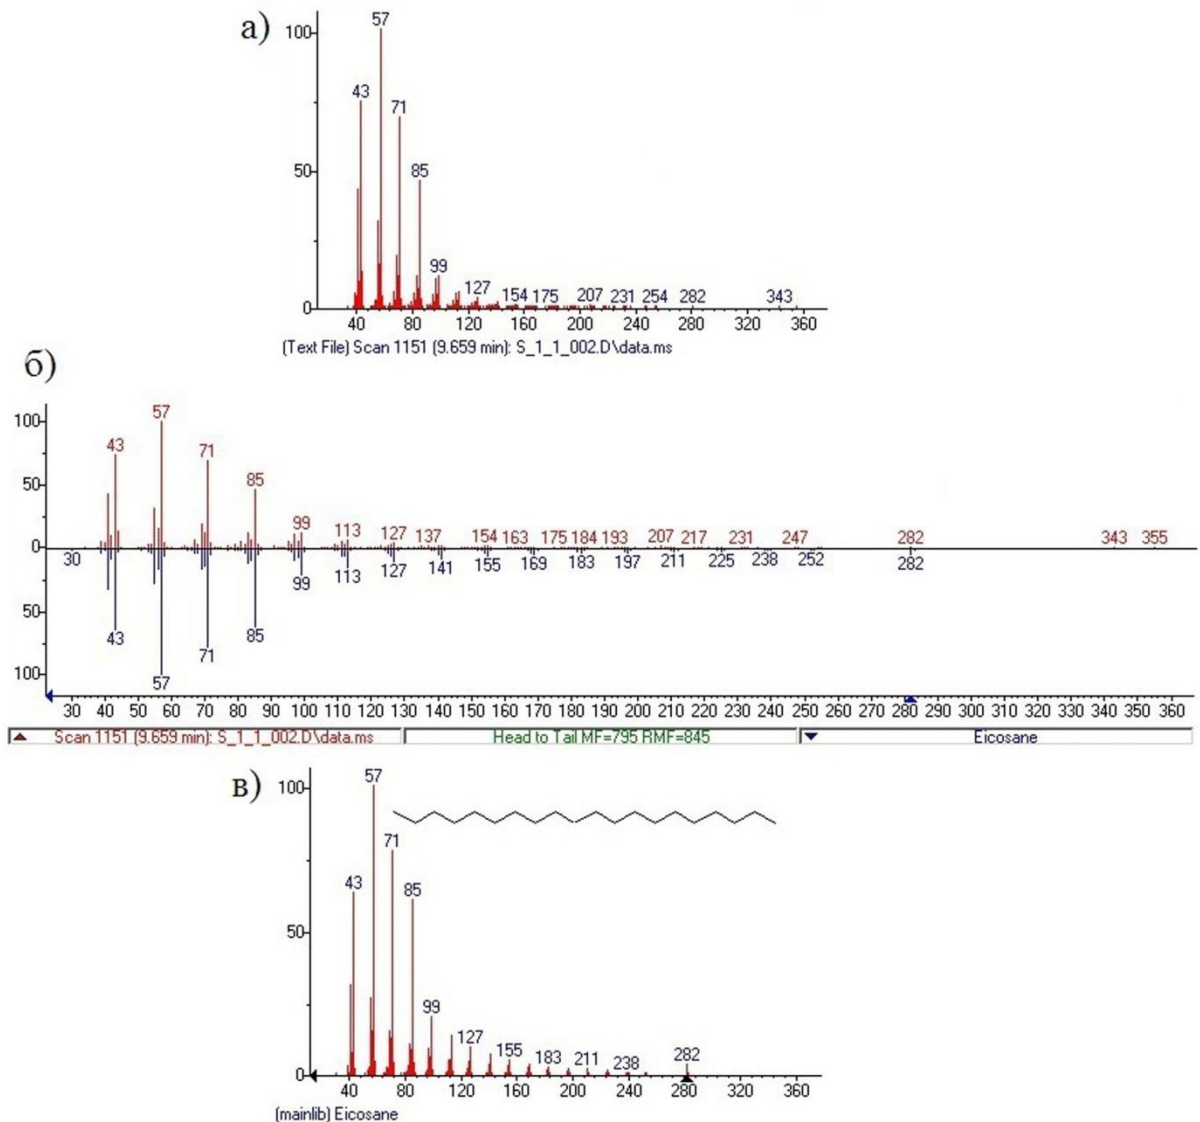 а)
100
57
43
71
50
85
99
127 154 175 207 231 254 282 343
0
40 80 120 160 200 240 280 320 360
(Text File) Scan 1151 (9.659 min): S_1_1_002.D\data.ms
б)
100
57
43
71
50
85
99 113 127 137 154 163 175 184 193 207 217 231 247 282 343 355
0
30 99 113 127 141 155 169 183 197 211 225 238 252 282
50
43 71 85
100
57
30 40 50 60 70 80 90 100 110 120 130 140 150 160 170 180 190 200 210 220 230 240 250 260 270 280 290 300 310 320 330 340 350 360
Scan 1151 (9.659 min): S_1_1_002.D\data.ms Head to Tail MF=795 RMF=845 Eicosane
в)
100
57
71
43
85
50
99
127 155 183 211 238 282
0
40 80 120 160 200 240 280 320 360
(mainlib) Eicosane